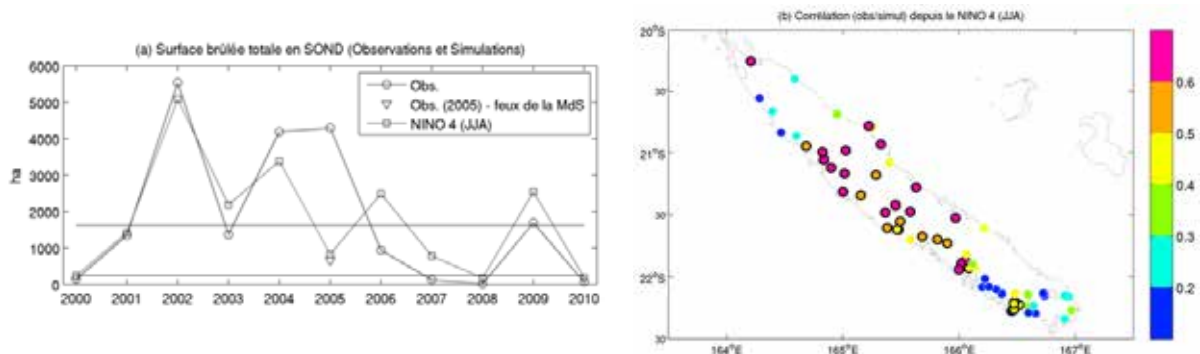 (a) Surface brûlée totale en SOND (Observations et Simulations)
6000
5000
4000
3000
2000
1000
0
ha
Obs.
Obs. (2005) - feux de la MdS
NINO 4 (JJA)
2000 2001 2002 2003 2004 2005 2006 2007 2008 2009 2010
(b) Corrélation (obs/simul) depuis le NINO 4 (JJA)
20°S
30
21°S
30
22°S
30
164°E 165°E 166°E 167°E
0.6
0.5
0.4
0.3
0.2